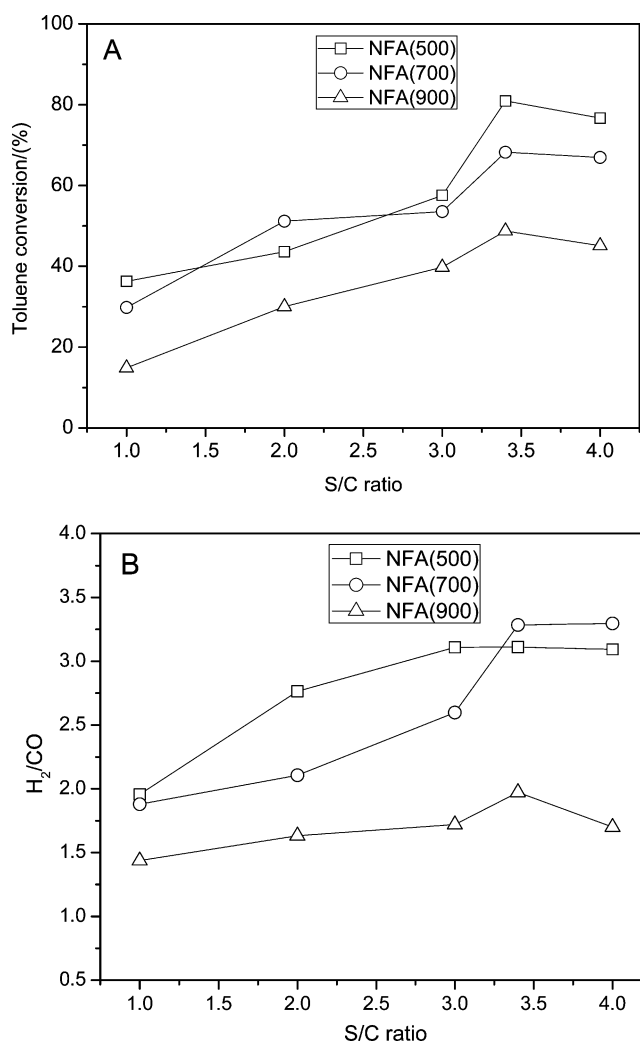 A
NFA(500)
NFA(700)
NFA(900)
100
80
60
40
20
0
Toluene conversion/(%)
1.0 1.5 2.0 2.5 3.0 3.5 4.0
S/C ratio
B
NFA(500)
NFA(700)
NFA(900)
4.0
3.5
3.0
2.5
2.0
1.5
1.0
0.5
H₂/CO
1.0 1.5 2.0 2.5 3.0 3.5 4.0
S/C ratio